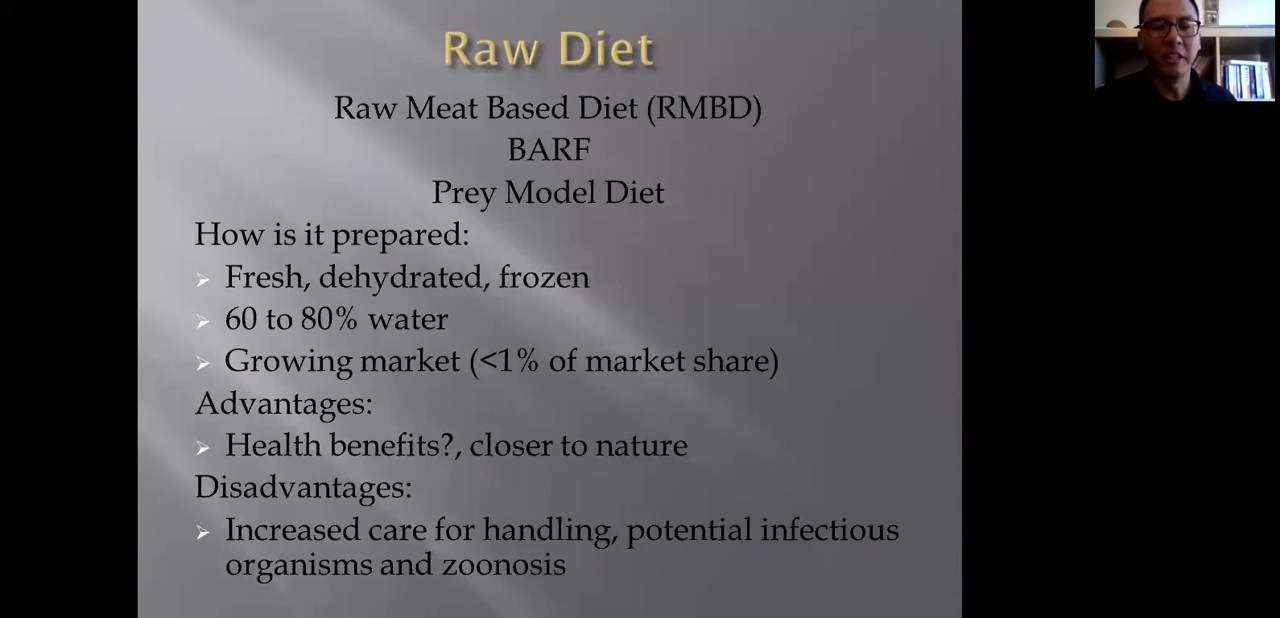 Raw Diet
Raw Meat Based Diet (RMBD)
BARF
Prey Model Diet
How is it prepared:
Fresh, dehydrated, frozen
60 to 80% water
Growing market (<1% of market share)
Advantages:
Health benefits?, closer to nature
Disadvantages:
Increased care for handling, potential infectious
organisms and zoonosis